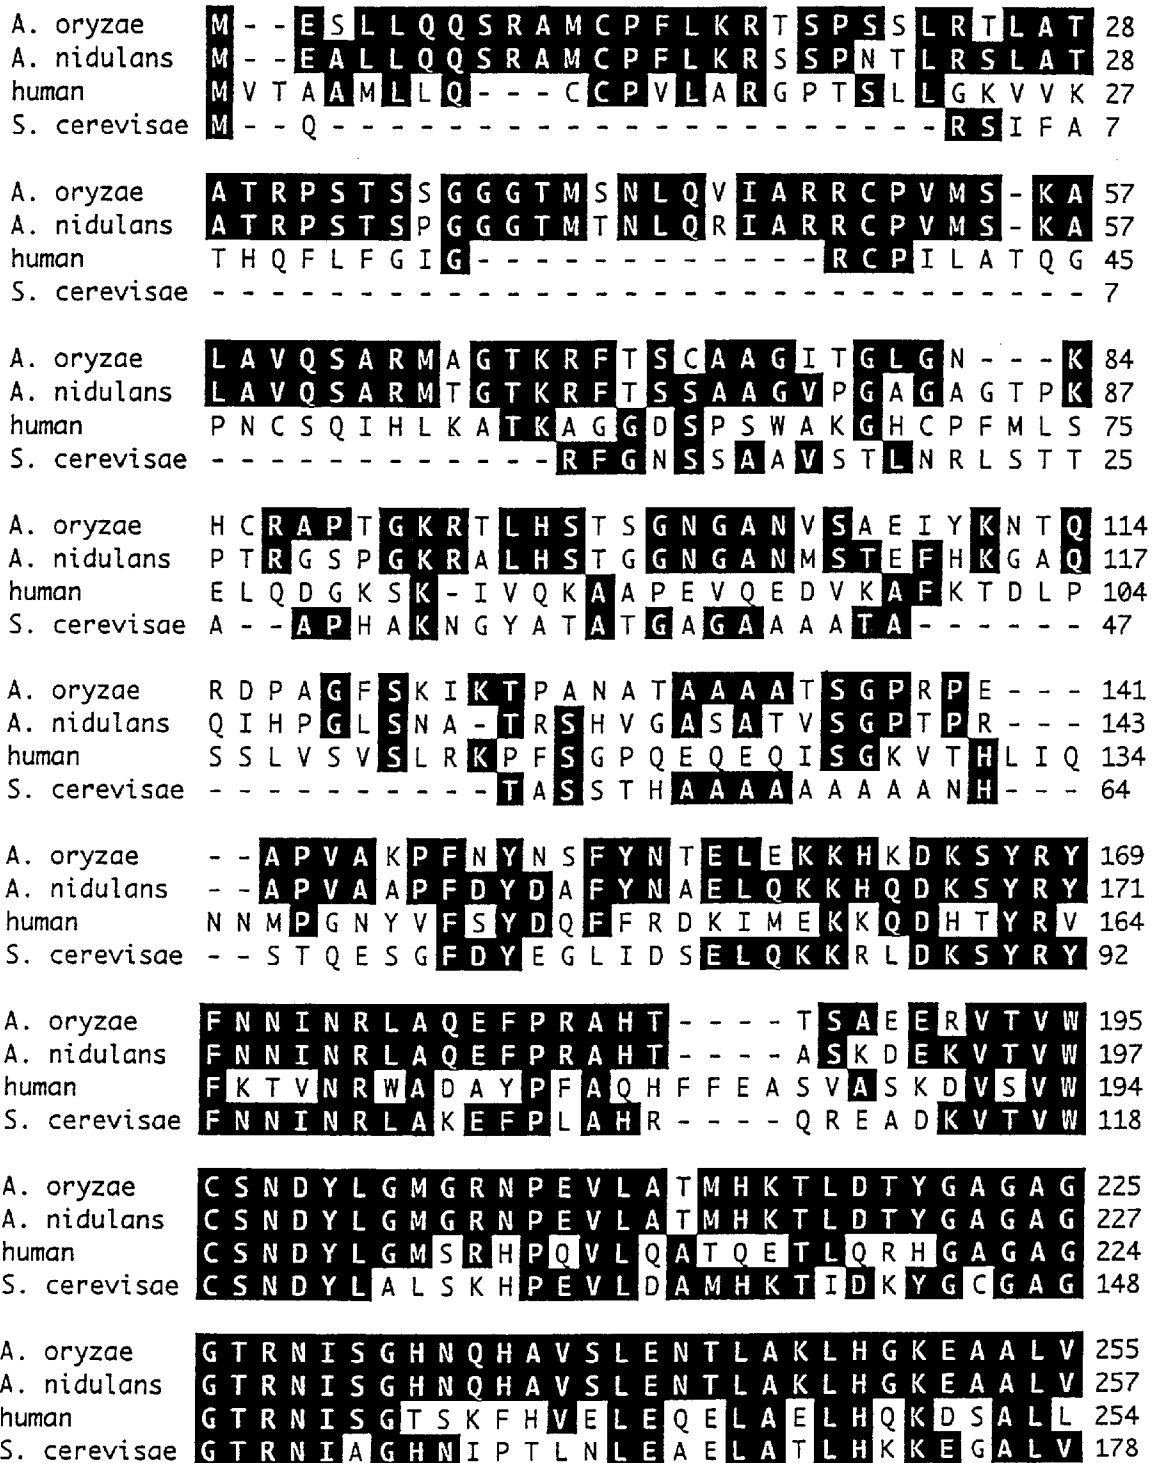 A. oryzae M - - E S L L Q Q S R A M C P F L K R T S P S S L R T L A T 28
A. nidulans M - - E A L L Q Q S R A M C P F L K R S S P N T L R S L A T 28
human M V T A A M L L Q - - - C C P V L A R G P T S L L G K V V K 27
S. cerevisae M - - Q - - - - - - - - - - - - - - - - - - - - - R S I F A 7
A. oryzae A T R P S T S S G G G T M S N L Q V I A R R C P V M S - K A 57
A. nidulans A T R P S T S P G G G T M T N L Q R I A R R C P V M S - K A 57
human T H Q F L F G I G - - - - - - - - - - - - R C P I L A T Q G 45
S. cerevisae - - - - - - - - - - - - - - - - - - - - - - - - - - - - - - 7
A. oryzae L A V Q S A R M A G T K R F T S C A A G I T G L G N - - - K 84
A. nidulans L A V Q S A R M T G T K R F T S S A A G V P G A G A G T P K 87
human P N C S Q I H L K A T K A G G D S P S W A K G H C P F M L S 75
S. cerevisae - - - - - - - - - - - - R F G N S S A A V S T L N R L S T T 25
A. oryzae H C R A P T G K R T L H S T S G N G A N V S A E I Y K N T Q 114
A. nidulans P T R G S P G K R A L H S T G G N G A N M S T E F H K G A Q 117
human E L Q D G K S K - I V Q K A A P E V Q E D V K A F K T D L P 104
S. cerevisae A - - A P H A K N G Y A T A T G A G A A A A T A - - - - - - 47
A. oryzae R D P A G F S K I K T P A N A T A A A A T S G P R P E - - - 141
A. nidulans Q I H P G L S N A - T R S H V G A S A T V S G P T P R - - - 143
human S S L V S V S L R K P F S G P Q E Q E Q I S G K V T H L I Q 134
S. cerevisae - - - - - - - - - - T A S S T H A A A A A A A A A N H - - - 64
A. oryzae - - A P V A K P F N Y N S F Y N T E L E K K H K D K S Y R Y 169
A. nidulans - - A P V A A P F D Y D A F Y N A E L Q K K H Q D K S Y R Y 171
human N N M P G N Y V F S Y D Q F F R D K I M E K K Q D H T Y R V 164
S. cerevisae - - S T Q E S G F D Y E G L I D S E L Q K K R L D K S Y R Y 92
A. oryzae F N N I N R L A Q E F P R A H T - - - - T S A E E R V T V W 195
A. nidulans F N N I N R L A Q E F P R A H T - - - - A S K D E K V T V W 197
human F K T V N R W A D A Y P F A Q H F F E A S V A S K D V S V W 194
S. cerevisae F N N I N R L A K E F P L A H R - - - - Q R E A D K V T V W 118
A. oryzae C S N D Y L G M G R N P E V L A T M H K T L D T Y G A G A G 225
A. nidulans C S N D Y L G M G R N P E V L A T M H K T L D T Y G A G A G 227
human C S N D Y L G M S R H P Q V L Q A T Q E T L Q R H G A G A G 224
S. cerevisae C S N D Y L A L S K H P E V L D A M H K T I D K Y G C G A G 148
A. oryzae G T R N I S G H N Q H A V S L E N T L A K L H G K E A A L V 255
A. nidulans G T R N I S G H N Q H A V S L E N T L A K L H G K E A A L V 257
human G T R N I S G T S K F H V E L E Q E L A E L H Q K D S A L L 254
S. cerevisae G T R N I A G H N I P T L N L E A E L A T L H K K E G A L V 178